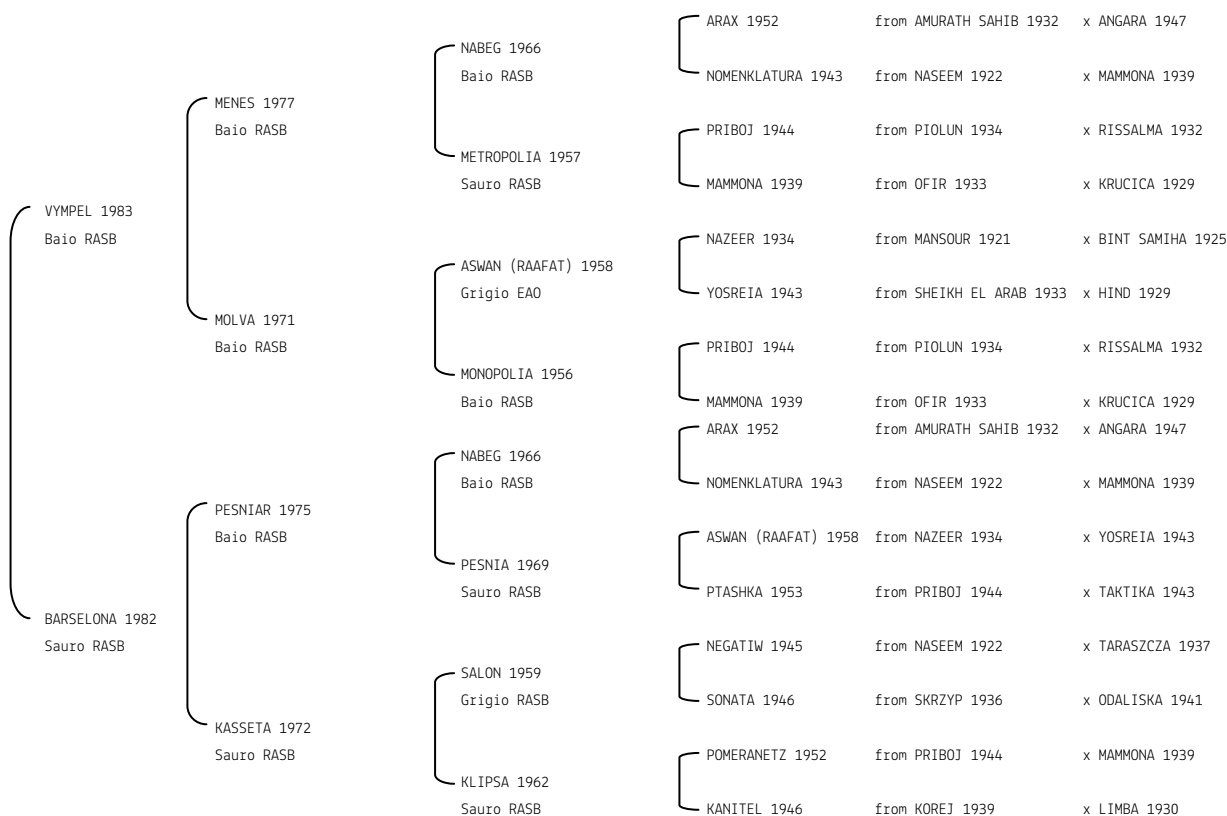 ARAX 1952 from AMURATH SAHIB 1932 x ANGARA 1947
NABEG 1966
Baio RASB NOMENKLATURA 1943 from NASEEM 1922 x MAMMONA 1939
MENES 1977
Baio RASB PRIBOJ 1944 from PIOLUN 1934 x RISSALMA 1932
METROPOLIA 1957
Sauro RASB MAMMONA 1939 from OFIR 1933 x KRUCICA 1929
VYMPEL 1983
Baio RASB NAZEER 1934 from MANSOUR 1921 x BINT SAMIHA 1925
ASWAN (RAAFAT) 1958
Grigio EAO YOSREIA 1943 from SHEIKH EL ARAB 1933 x HIND 1929
MOLVA 1971
Baio RASB PRIBOJ 1944 from PIOLUN 1934 x RISSALMA 1932
MONOPOLIA 1956
Baio RASB MAMMONA 1939 from OFIR 1933 x KRUCICA 1929
ARAX 1952 from AMURATH SAHIB 1932 x ANGARA 1947
NABEG 1966
Baio RASB NOMENKLATURA 1943 from NASEEM 1922 x MAMMONA 1939
PESNIAR 1975
Baio RASB ASWAN (RAAFAT) 1958 from NAZEER 1934 x YOSREIA 1943
PESNIA 1969
Sauro RASB PTASHKA 1953 from PRIBOJ 1944 x TAKTIKA 1943
BARSELONA 1982
Sauro RASB NEGATIW 1945 from NASEEM 1922 x TARASZCZA 1937
SALON 1959
Grigio RASB SONATA 1946 from SKRZYP 1936 x ODALISKA 1941
KASSETA 1972
Sauro RASB POMERANETZ 1952 from PRIBOJ 1944 x MAMMONA 1939
KLIPSA 1962
Sauro RASB KANITEL 1946 from KOREJ 1939 x LIMBA 1930